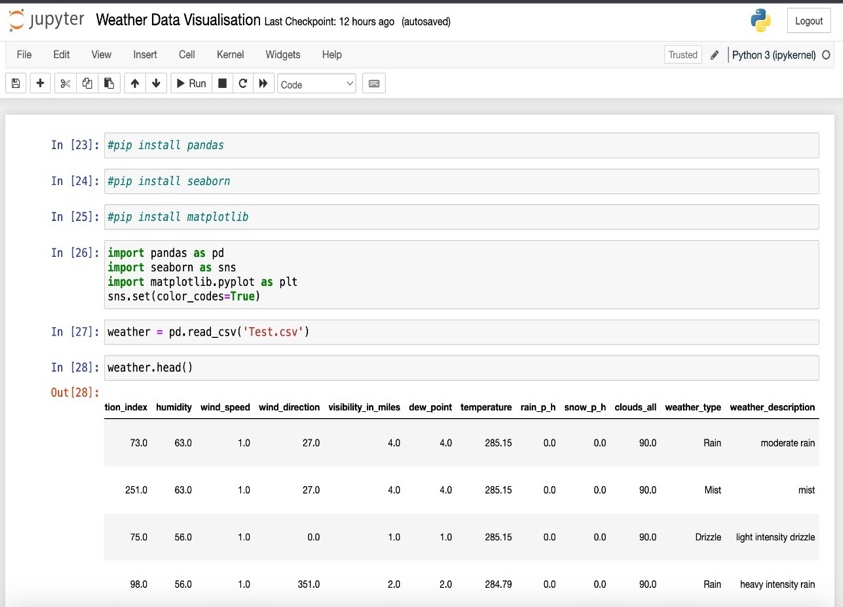 jupyter Weather Data Visualisation Last Checkpoint: 12 hours ago (autosaved)
Logout
File Edit View Insert Cell Kernel Widgets Help
Trusted
Python 3 (ipykernel)
Run
Code
In [23]: #pip install pandas
In [24]: #pip install seaborn
In [25]: #pip install matplotlib
In [26]: import pandas as pd
import seaborn as sns
import matplotlib.pyplot as plt
sns.set(color_codes=True)
In [27]: weather = pd.read_csv('Test.csv')
In [28]: weather.head()
Out[28]:
tion_index humidity wind_speed wind_direction visibility_in_miles dew_point temperature rain_p_h snow_p_h clouds_all weather_type weather_description
73.0 63.0 1.0 27.0 4.0 4.0 285.15 0.0 0.0 90.0 Rain moderate rain
251.0 63.0 1.0 27.0 4.0 4.0 285.15 0.0 0.0 90.0 Mist mist
75.0 56.0 1.0 0.0 1.0 1.0 285.15 0.0 0.0 90.0 Drizzle light intensity drizzle
98.0 56.0 1.0 351.0 2.0 2.0 284.79 0.0 0.0 90.0 Rain heavy intensity rain